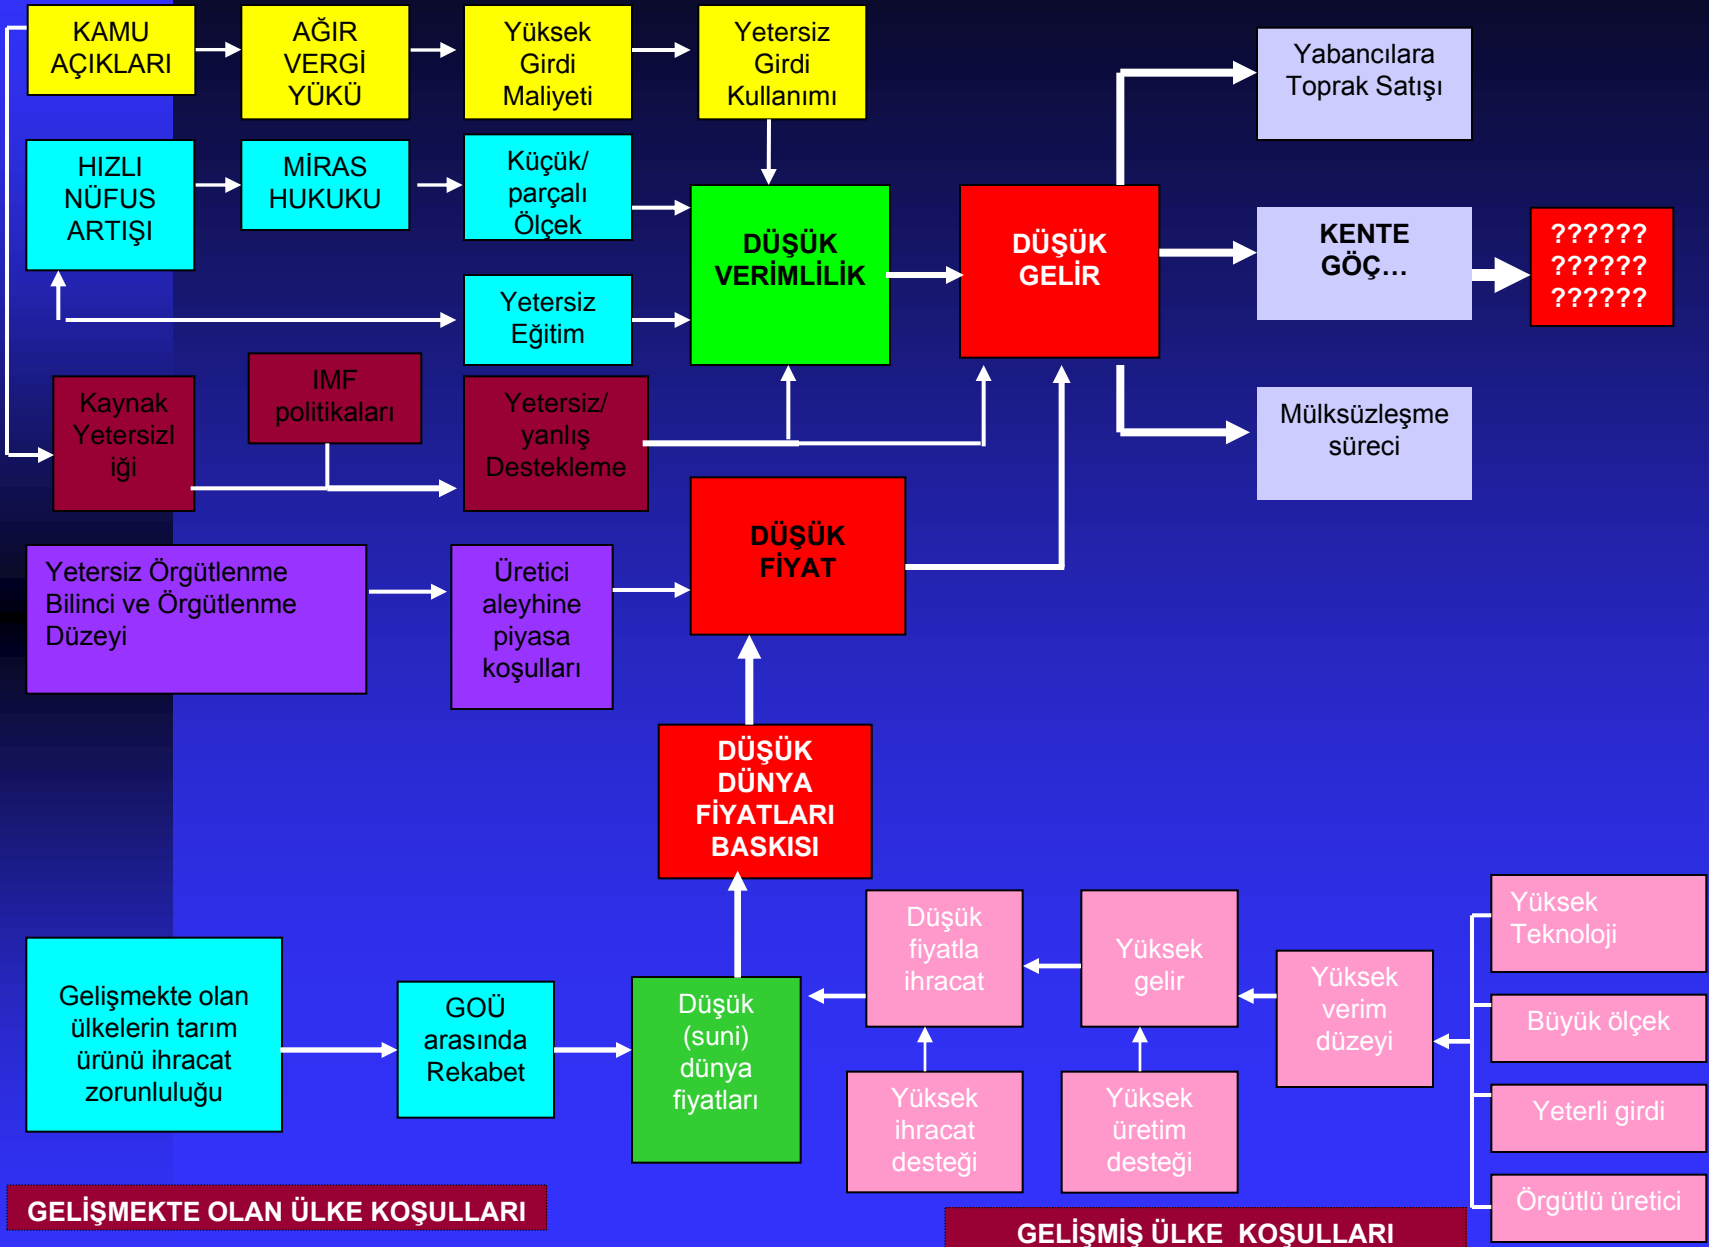 KAMU
AÇIKLARI
AĞIR
VERGİ
YÜKÜ
Yüksek
Girdi
Maliyeti
Yetersiz
Girdi
Kullanımı
Yabancılara
Toprak Satışı
HIZLI
NÜFUS
ARTIŞI
MİRAS
HUKUKU
Küçük/
parçalı
Ölçek
DÜŞÜK
VERİMLİLİK
DÜŞÜK
GELİR
KENTE
GÖÇ…
??????
??????
??????
Yetersiz
Eğitim
Kaynak
Yetersizl
iği
IMF
politikaları
Yetersiz/
yanlış
Destekleme
Mülksüzleşme
süreci
DÜŞÜK
FİYAT
Yetersiz Örgütlenme
Bilinci ve Örgütlenme
Düzeyi
Üretici
aleyhine
piyasa
koşulları
DÜŞÜK
DÜNYA
FİYATLARI
BASKISI
Gelişmekte olan
ülkelerin tarım
ürünü ihracat
zorunluluğu
GOÜ
arasında
Rekabet
Düşük
(suni)
dünya
fiyatları
Düşük
fiyatla
ihracat
Yüksek
gelir
Yüksek
verim
düzeyi
Yüksek
Teknoloji
Büyük ölçek
Yeterli girdi
Örgütlü üretici
Yüksek
ihracat
desteği
Yüksek
üretim
desteği
GELİŞMEKTE OLAN ÜLKE KOŞULLARI
GELİŞMİŞ ÜLKE  KOŞULLARI